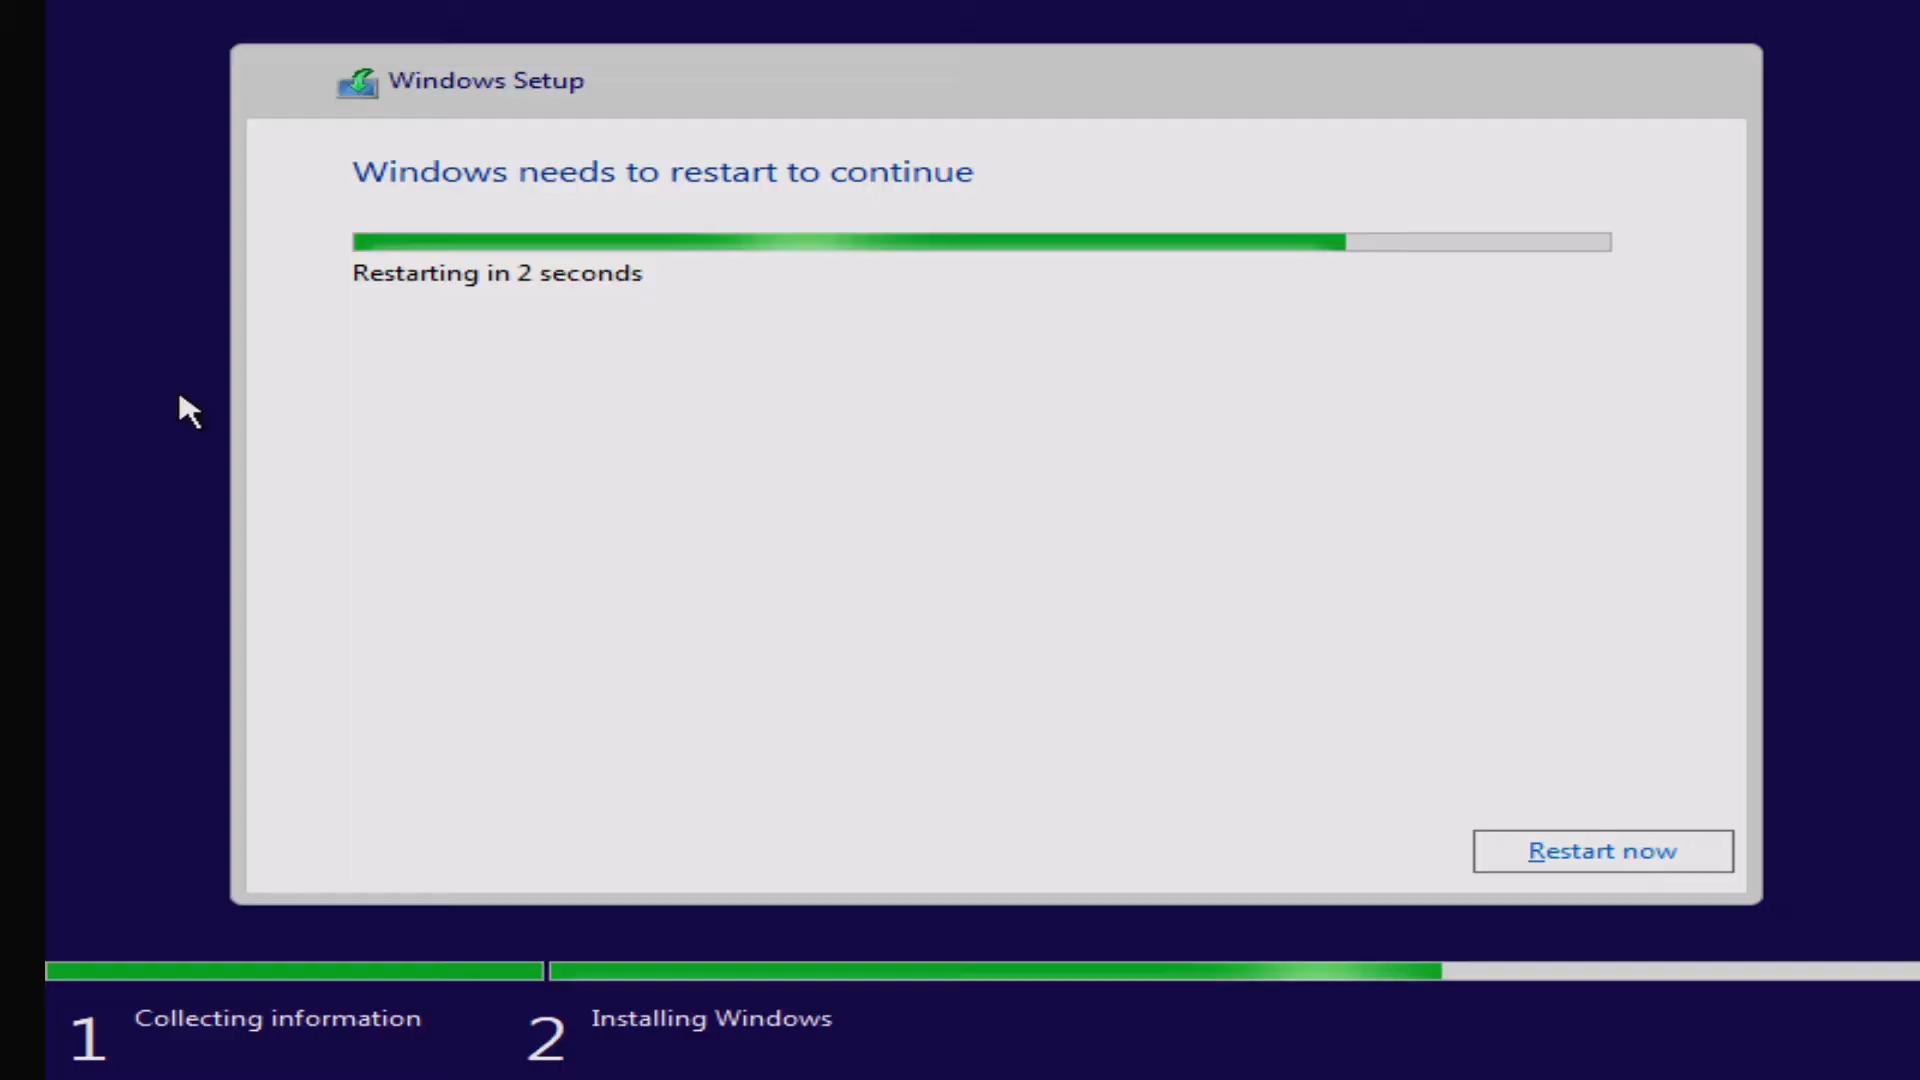 Windows Setup
Windows needs to restart to continue
Restarting in 2 seconds
Restart now
1 Collecting information
2 Installing Windows